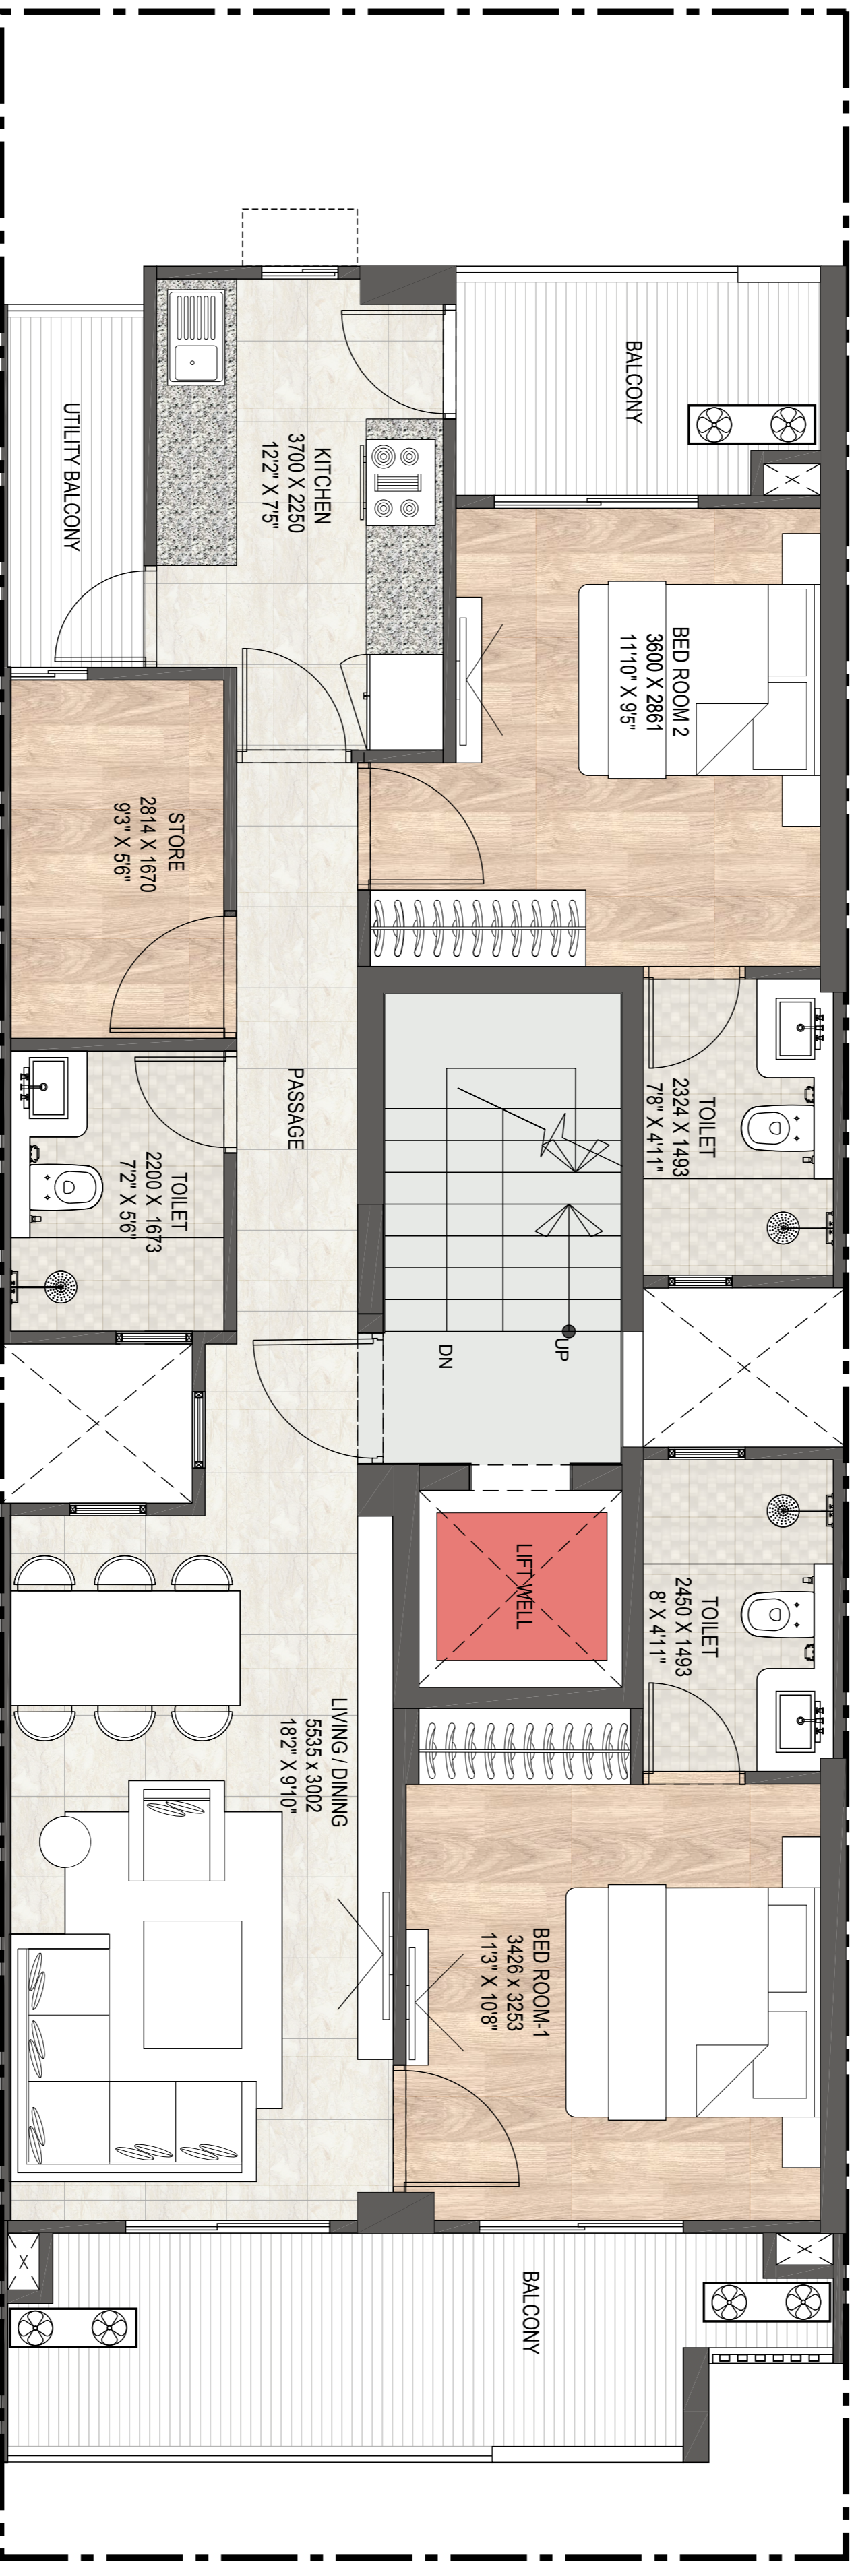 BALCONY
UTILITY BALCONY
KITCHEN
3700 X 2250
12'2" X 7'5"
BED ROOM 2
3600 X 2861
11'10" X 9'5"
STORE
2814 X 1670
9'3" X 5'6"
PASSAGE
TOILET
2324 X 1493
7'8" X 4'11"
TOILET
2200 X 1673
7'2" X 5'6"
DN
UP
LIFT WELL
TOILET
2450 X 1493
8' X 4'11"
LIVING / DINING
5535 x 3002
18'2" X 9'10"
BED ROOM-1
3426 x 3253
11'3" X 10'8"
BALCONY